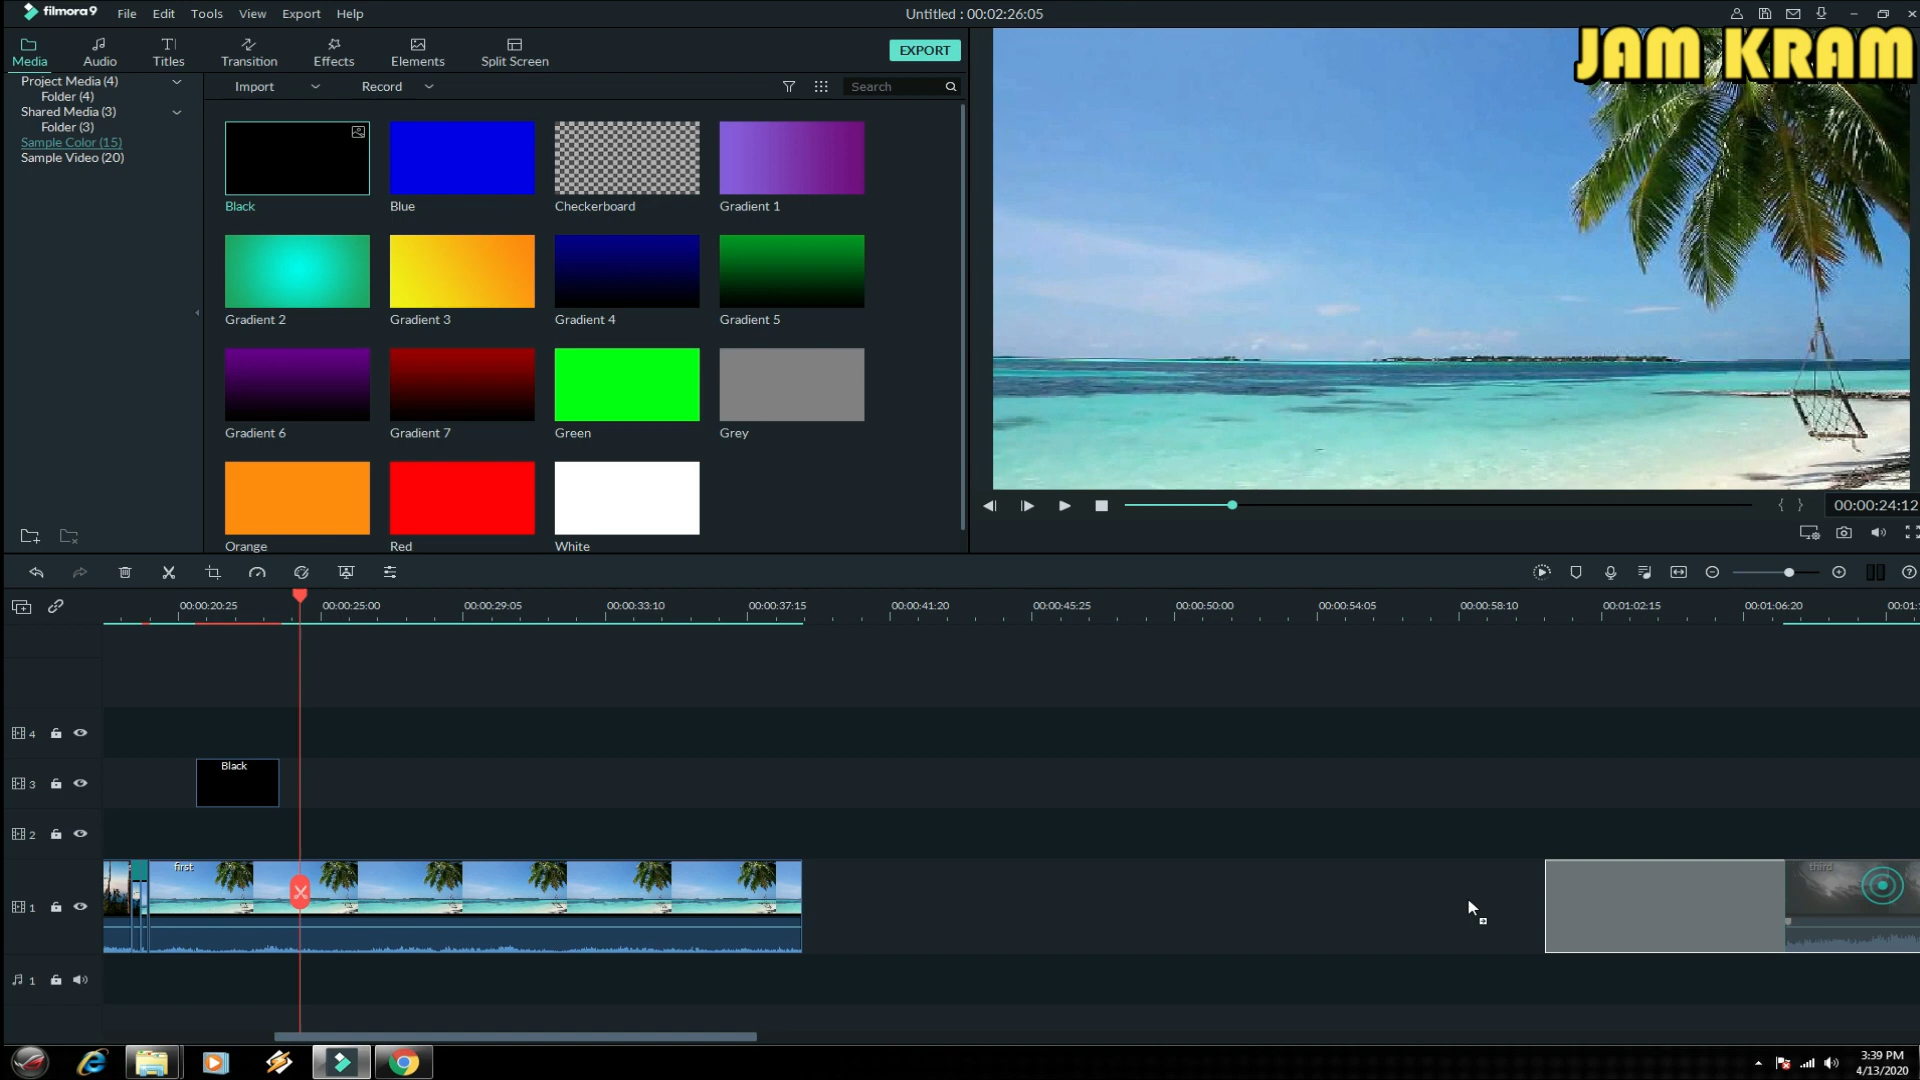 filmora9 File Edit Tools View Export Help Untitled : 00:02:26:05
JAM KRAM
Media Audio Titles Transition Effects Elements Split Screen EXPORT
Project Media (4)
Folder (4)
Shared Media (3)
Folder (3)
Sample Color (15)
Sample Video (20)
Import Record Search
Black Blue Checkerboard Gradient 1
Gradient 2 Gradient 3 Gradient 4 Gradient 5
Gradient 6 Gradient 7 Green Grey
Orange Red White
00:00:24:12
00:00:20:25 00:00:25:00 00:00:29:05 00:00:33:10 00:00:37:15 00:00:41:20 00:00:45:25 00:00:50:00 00:00:54:05 00:00:58:10 00:01:02:15 00:01:06:20 00:01:
4
3 Black
2
first third
1
1
3:39 PM
4/13/2020